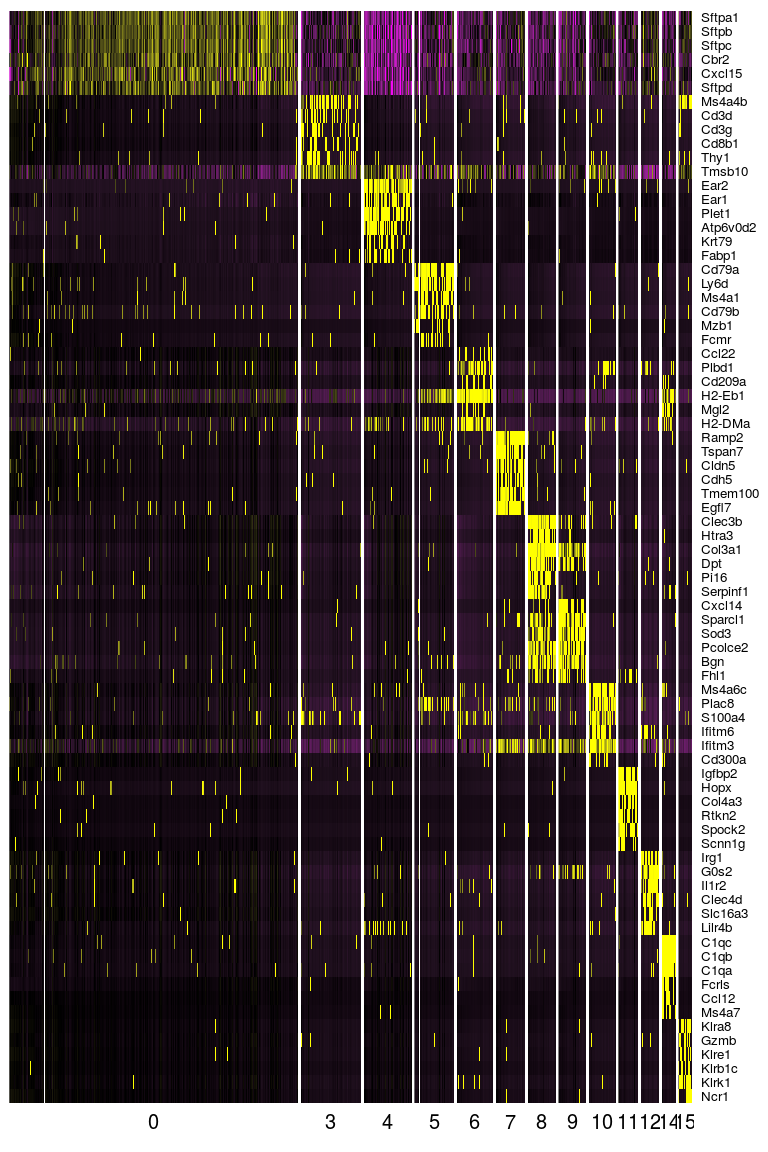 Sftpa1
Sftpb
Sftpc
Cbr2
Cxcl15
Sftpd
Ms4a4b
Cd3d
Cd3g
Cd8b1
Thy1
Tmsb10
Ear2
Ear1
Plet1
Atp6v0d2
Krt79
Fabp1
Cd79a
Ly6d
Ms4a1
Cd79b
Mzb1
Fcmr
Ccl22
Plbd1
Cd209a
H2-Eb1
Mgl2
H2-DMa
Ramp2
Tspan7
Cldn5
Cdh5
Tmem100
Egfl7
Clec3b
Htra3
Col3a1
Dpt
Pi16
Serpinf1
Cxcl14
Sparcl1
Sod3
Pcolce2
Bgn
Fhl1
Ms4a6c
Plac8
S100a4
Ifitm6
Ifitm3
Cd300a
Igfbp2
Hopx
Col4a3
Rtkn2
Spock2
Scnn1g
Irg1
G0s2
Il1r2
Clec4d
Slc16a3
Lilr4b
C1qc
C1qb
C1qa
Fcrls
Ccl12
Ms4a7
Klra8
Gzmb
Klre1
Klrb1c
Klrk1
Ncr1
0 3 4 5 6 7 8 9 10 11 12 14 15